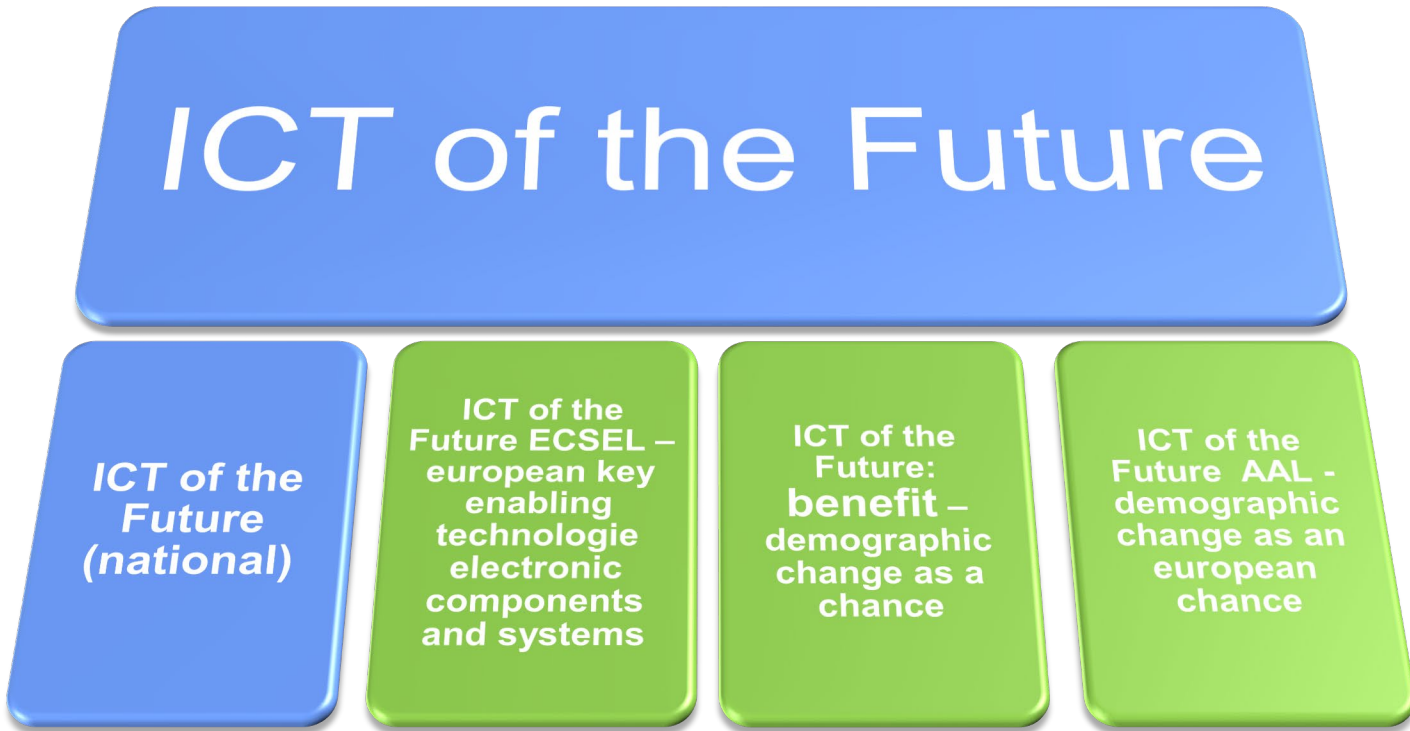 ICT of the Future
ICT of the
Future
(national)
ICT of the
Future ECSEL –
european key
enabling
technologie
electronic
components
and systems
ICT of the
Future:
benefit –
demographic
change as a
chance
ICT of the
Future  AAL -
demographic
change as an
european
chance